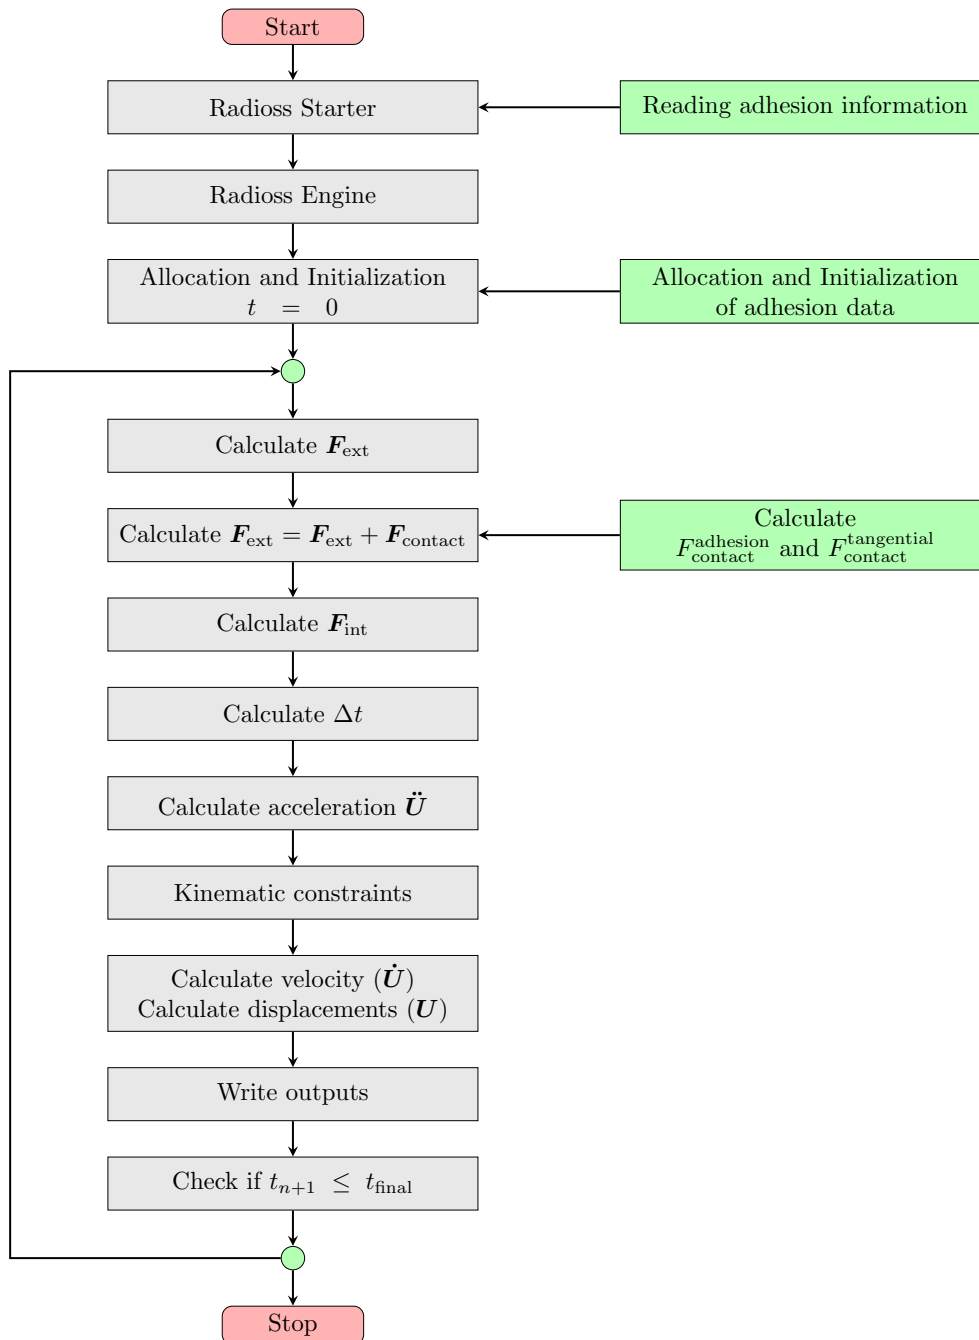 Start
Radioss Starter
Reading adhesion information
Radioss Engine
Allocation and Initialization
t = 0
Allocation and Initialization
of adhesion data
Calculate F_ext
Calculate F_ext = F_ext + F_contact
Calculate
F_contact^adhesion and F_contact^tangential
Calculate F_int
Calculate Δt
Calculate acceleration Ü
Kinematic constraints
Calculate velocity (U̇)
Calculate displacements (U)
Write outputs
Check if t_{n+1} ≤ t_final
Stop